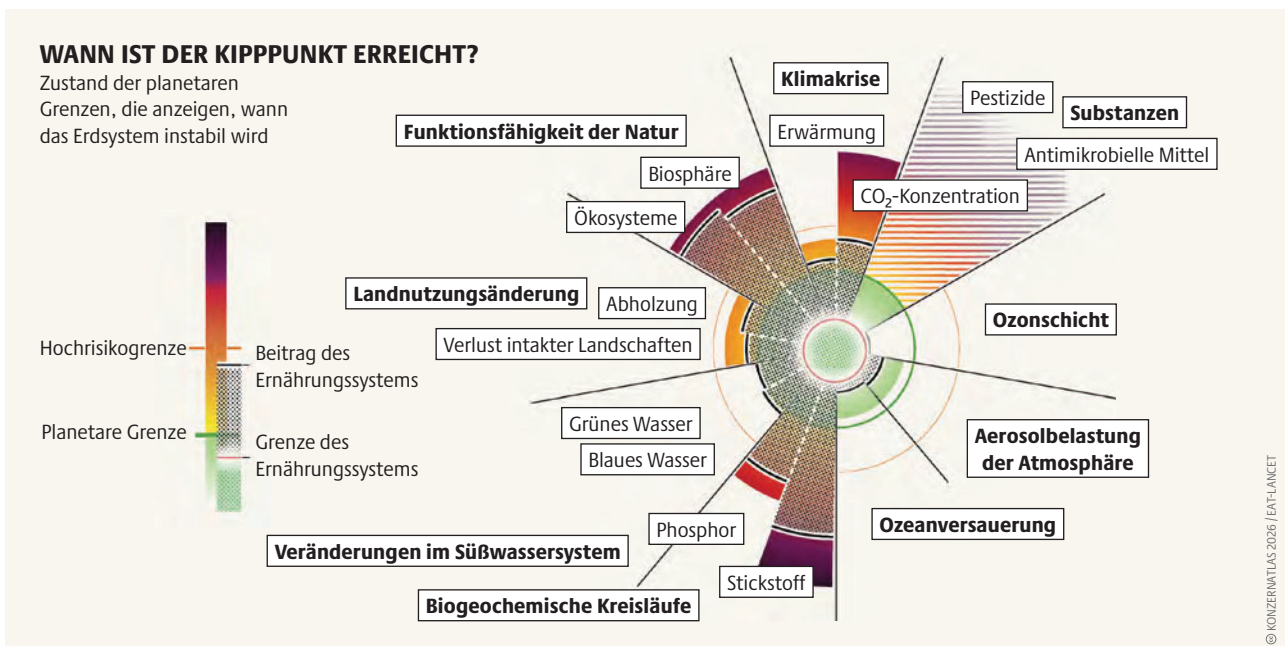 WANN IST DER KIPPPUNKT ERREICHT?
Zustand der planetaren
Grenzen, die anzeigen, wann
das Erdsystem instabil wird
Klimakrise
Erwärmung
CO₂-Konzentration
Pestizide
Substanzen
Antimikrobielle Mittel
Funktionsfähigkeit der Natur
Biosphäre
Ökosysteme
Landnutzungsänderung
Abholzung
Verlust intakter Landschaften
Ozonschicht
Hochrisikogrenze
Beitrag des
Ernährungssystems
Planetare Grenze
Grenze des
Ernährungssystems
Grünes Wasser
Blaues Wasser
Aerosolbelastung
der Atmosphäre
Phosphor
Ozeanversauerung
Veränderungen im Süßwassersystem
Stickstoff
Biogeochemische Kreisläufe
KONZERNATLAS 2026 / EAT-LANCET